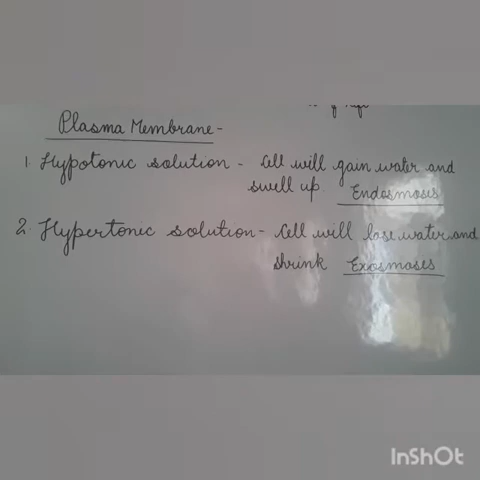 Plasma Membrane -
1. Hypotonic solution - Cell will gain water and
swell up. Endosmoses
2. Hypertonic solution - Cell will lose water and
shrink Exosmoses
InShOt